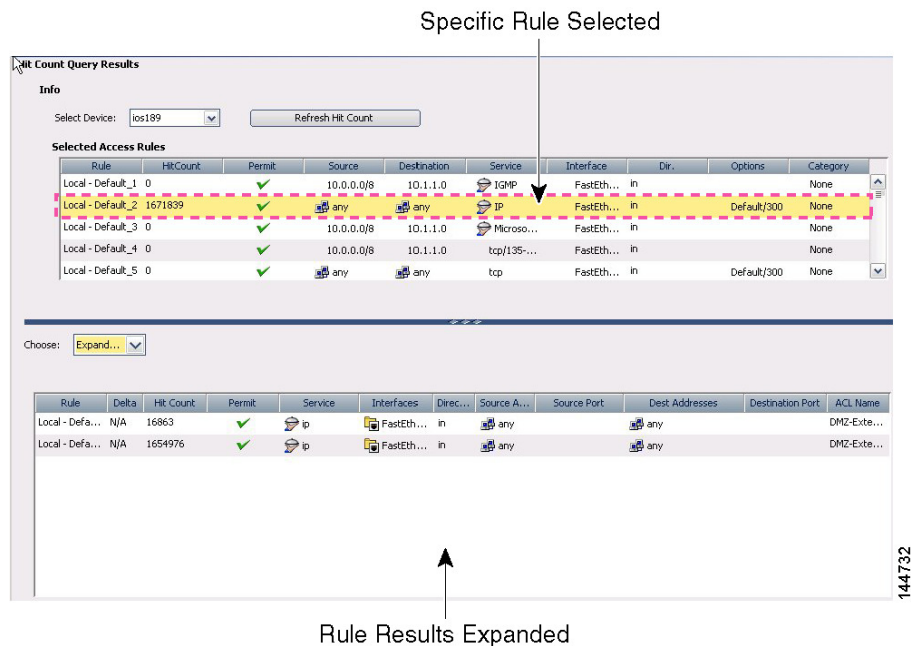 Specific Rule Selected
Hit Count Query Results
Info
Select Device: ios189 Refresh Hit Count
Selected Access Rules
Rule HitCount Permit Source Destination Service Interface Dir. Options Category
Local - Default_1 0 10.0.0.0/8 10.1.1.0 IGMP FastEth... in None
Local - Default_2 1671839 any any IP FastEth... in Default/300 None
Local - Default_3 0 10.0.0.0/8 10.1.1.0 Microso... FastEth... in None
Local - Default_4 0 10.0.0.0/8 10.1.1.0 tcp/135-... FastEth... in None
Local - Default_5 0 any any tcp FastEth... in Default/300 None
Choose: Expand...
Rule Delta Hit Count Permit Service Interfaces Direc... Source A... Source Port Dest Addresses Destination Port ACL Name
Local - Defa... N/A 16863 ip FastEth... in any any DMZ-Exte...
Local - Defa... N/A 1654976 ip FastEth... in any any DMZ-Exte...
144732
Rule Results Expanded